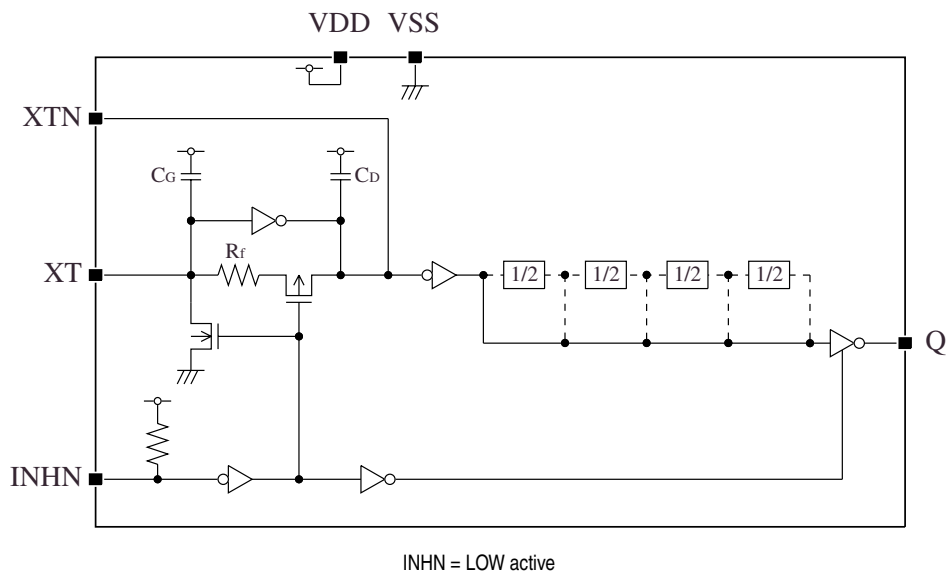 VDD VSS
XTN
CG CD
Rf
XT
1/2 1/2 1/2 1/2
Q
INHN
INHN = LOW active